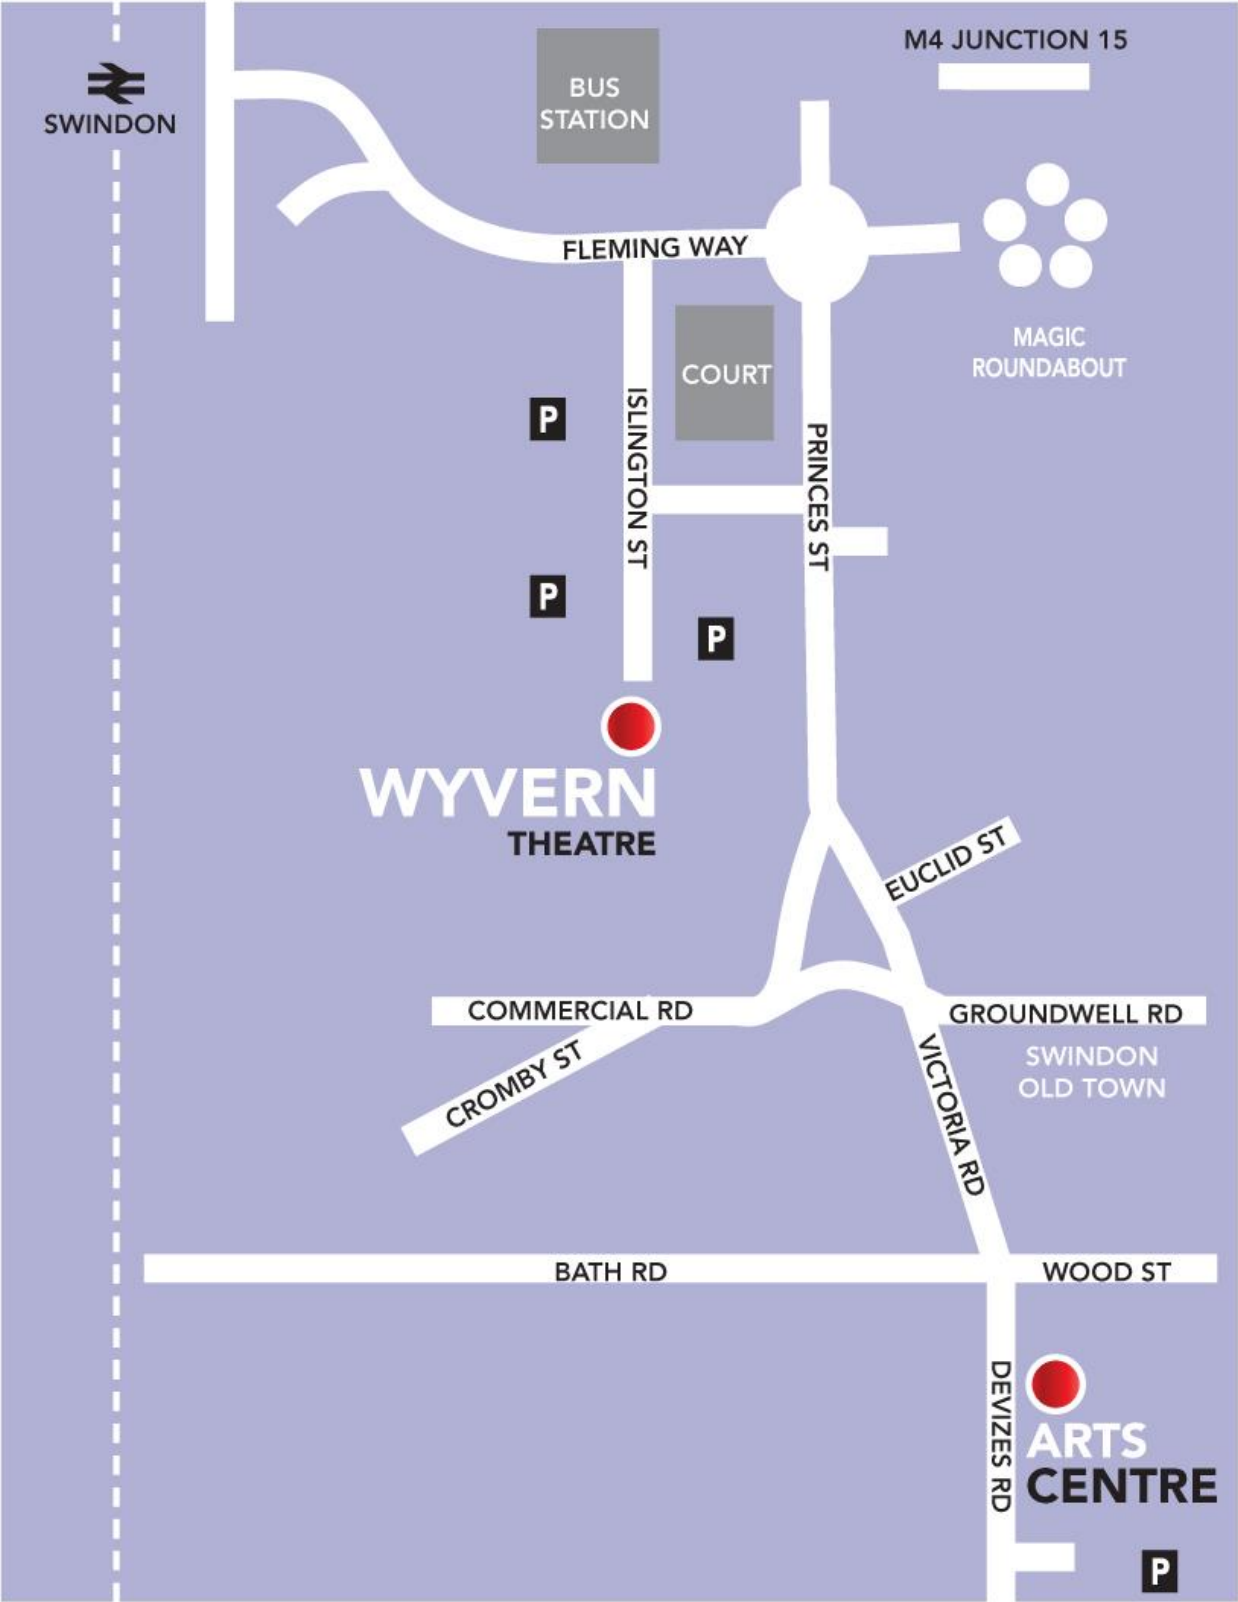 M4 JUNCTION 15
SWINDON
BUS
STATION
FLEMING WAY
MAGIC
ROUNDABOUT
COURT
P
ISLINGTON ST
PRINCES ST
P
P
WYVERN
THEATRE
EUCLID ST
COMMERCIAL RD
GROUNDWELL RD
CROMBY ST
VICTORIA RD
SWINDON
OLD TOWN
BATH RD
WOOD ST
DEVIZES RD
ARTS
CENTRE
P